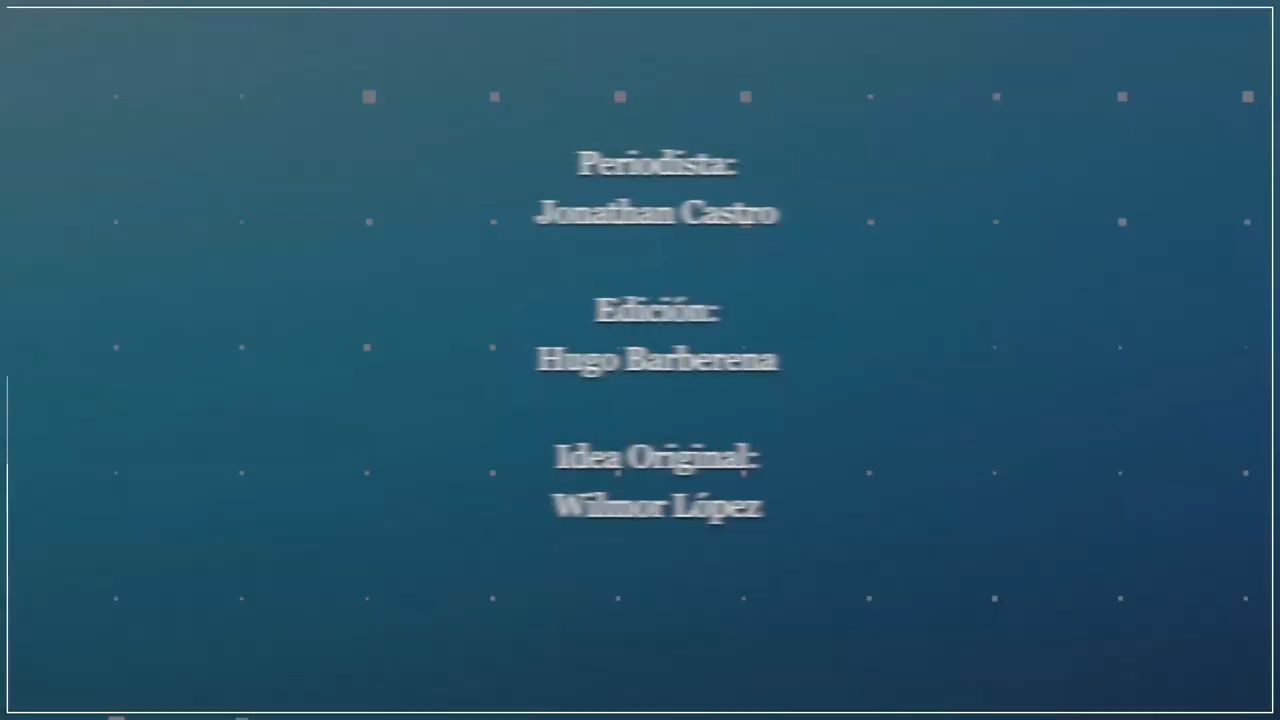 Periodista:
Jonathan Castro
Edición:
Hugo Barberena
Idea Original:
Wilmor López